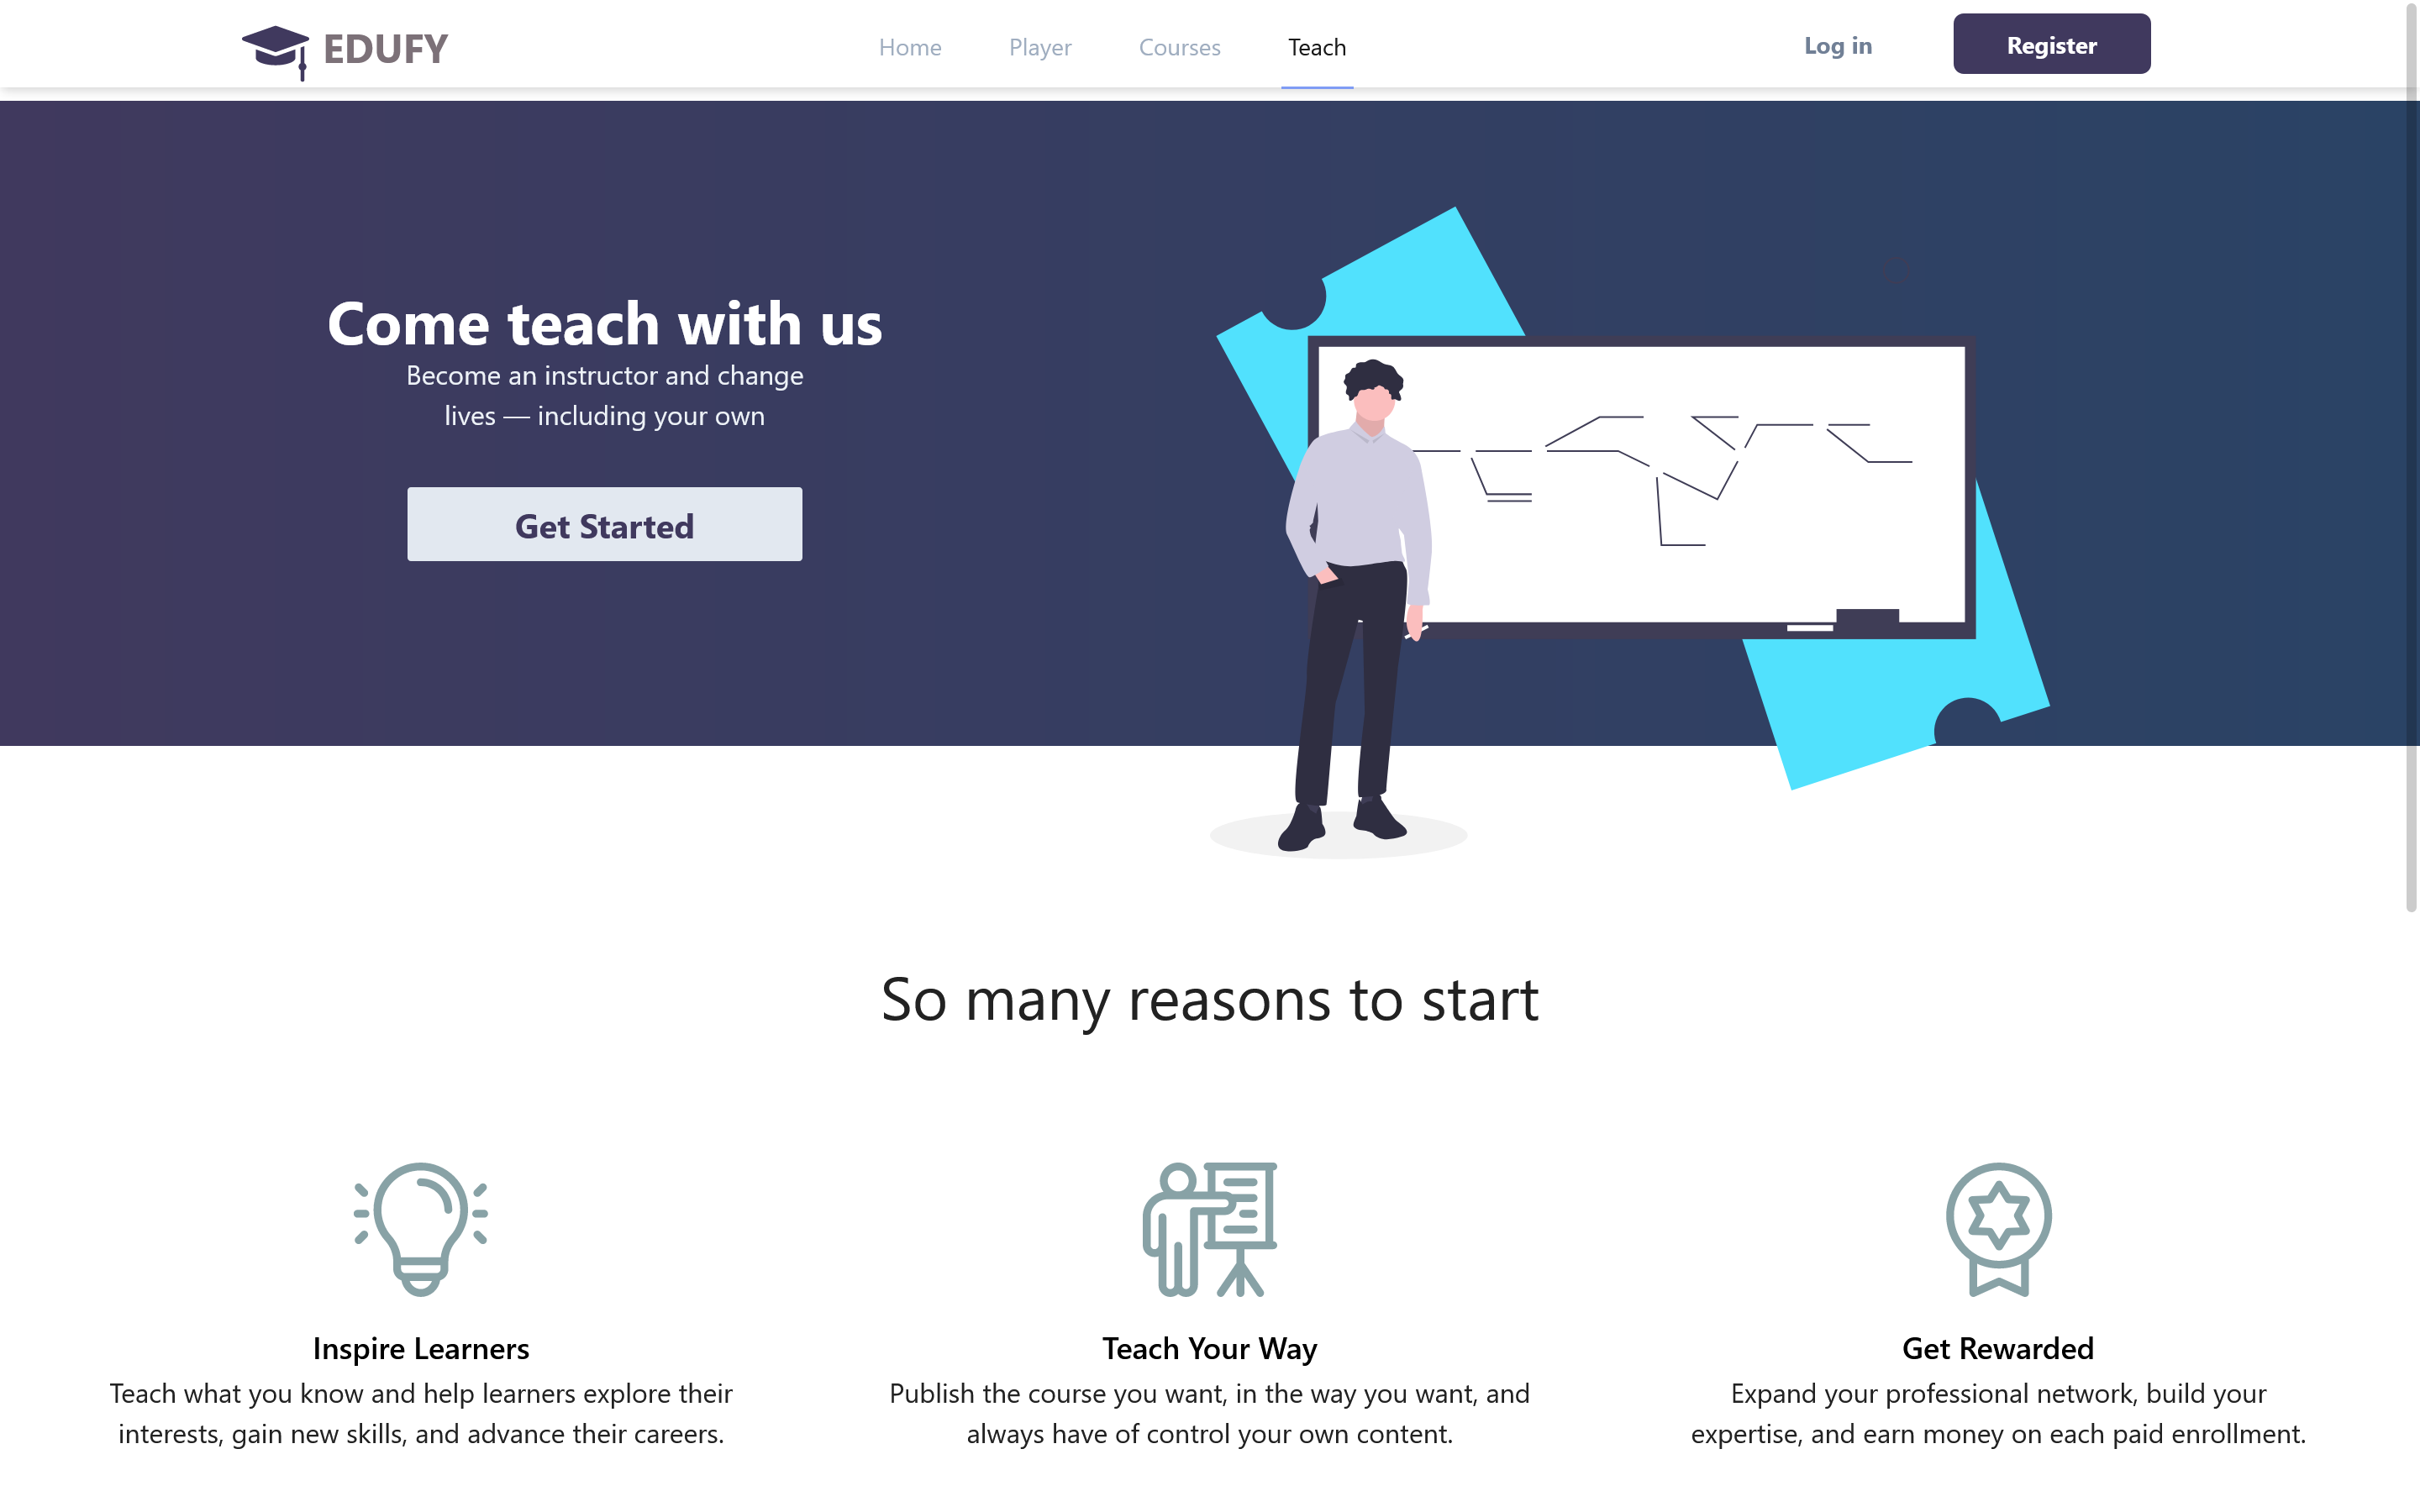 EDUFY
Home
Player
Courses
Teach
Log in
Register
Come teach with us
Become an instructor and change
lives — including your own
Get Started
So many reasons to start
Inspire Learners
Teach what you know and help learners explore their
interests, gain new skills, and advance their careers.
Teach Your Way
Publish the course you want, in the way you want, and
always have of control your own content.
Get Rewarded
Expand your professional network, build your
expertise, and earn money on each paid enrollment.